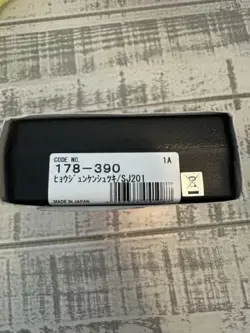 CODE NO.
1A
178-390
ﾋｮｳｼﾞｭﾝｹﾝｼｭﾂｷ/SJ201
MADE IN JAPAN